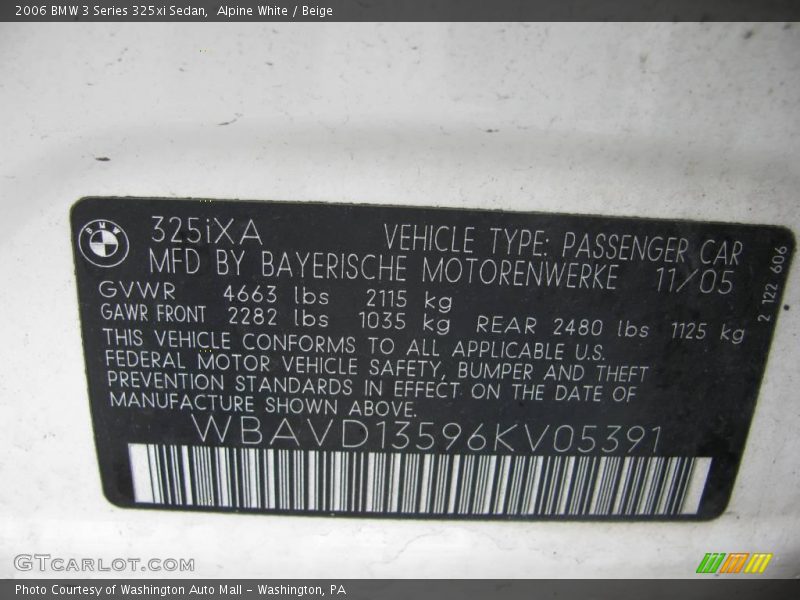 2006 BMW 3 Series 325xi Sedan,  Alpine White / Beige
BMW
325iXA
VEHICLE TYPE: PASSENGER CAR
MFD BY BAYERISCHE MOTORENWERKE 11/05
GVWR 4663 lbs 2115 kg
GAWR FRONT 2282 lbs 1035 kg REAR 2480 lbs 1125 kg
THIS VEHICLE CONFORMS TO ALL APPLICABLE U.S.
FEDERAL MOTOR VEHICLE SAFETY, BUMPER AND THEFT
PREVENTION STANDARDS IN EFFECT ON THE DATE OF
MANUFACTURE SHOWN ABOVE.
WBAVD13596KV05391
2 122 606
GTCARLOT.COM
Photo Courtesy of Washington Auto Mall - Washington, PA